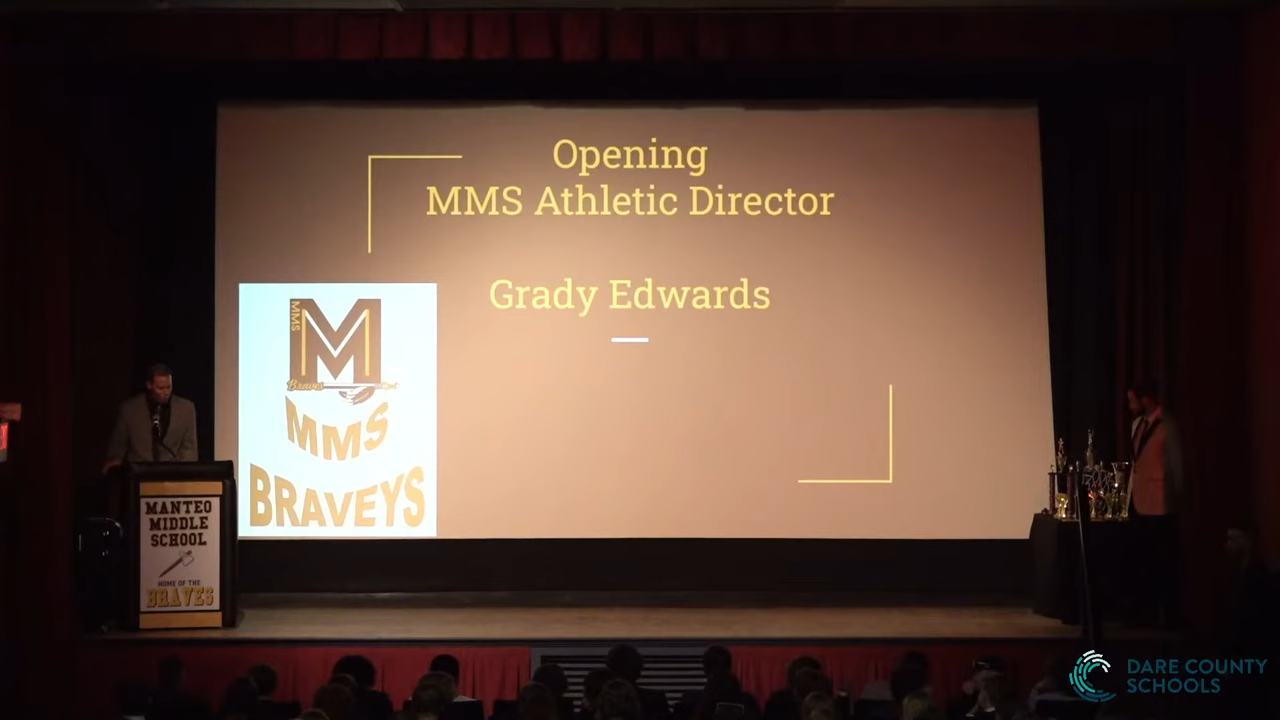 Opening
MMS Athletic Director
Grady Edwards
MMS
M
Braves
MMS
BRAVEYS
MANTEO
MIDDLE
SCHOOL
HOME OF THE
BRAVES
DARE COUNTY
SCHOOLS